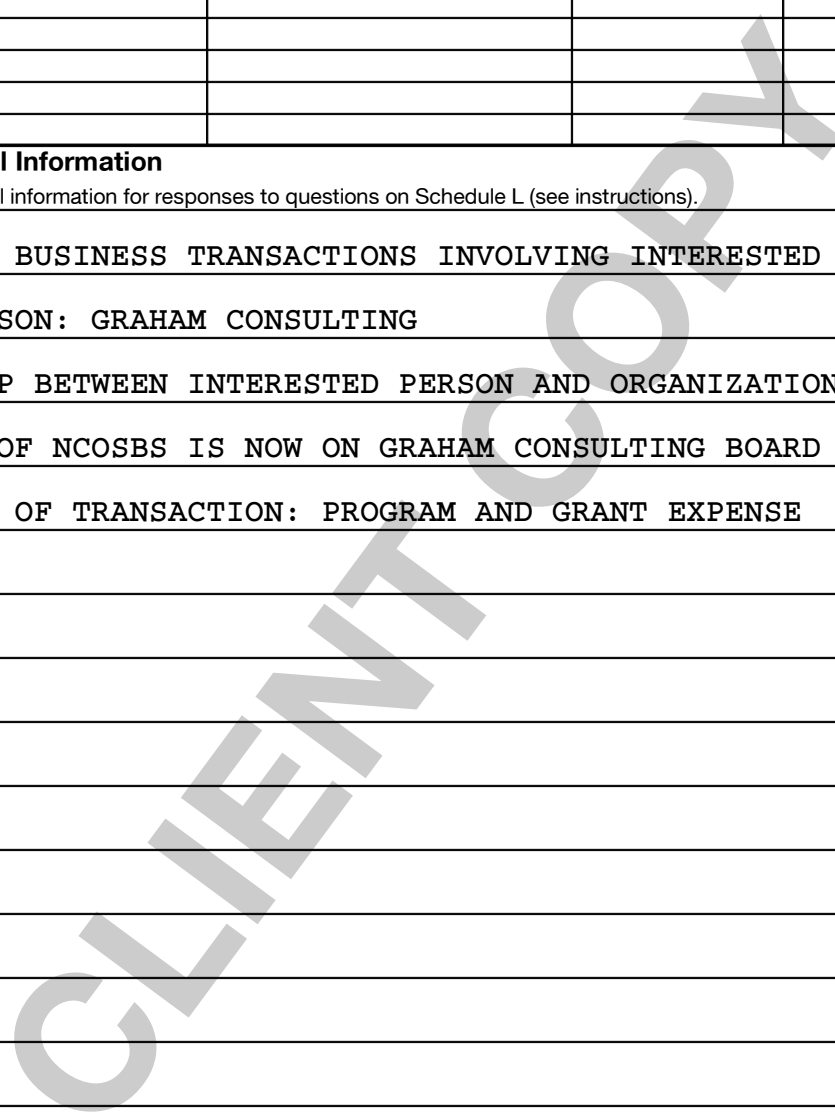 l Information
l information for responses to questions on Schedule L (see instructions).
BUSINESS TRANSACTIONS INVOLVING INTERESTED
SON: GRAHAM CONSULTING
P BETWEEN INTERESTED PERSON AND ORGANIZATION
OF NCOSBS IS NOW ON GRAHAM CONSULTING BOARD
OF TRANSACTION: PROGRAM AND GRANT EXPENSE
CLIENT COPY